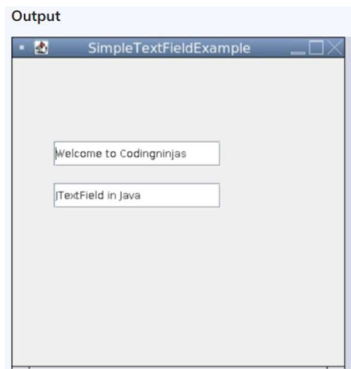 Output
SimpleTextFieldExample
Welcome to Codingninjas
JTextField in Java